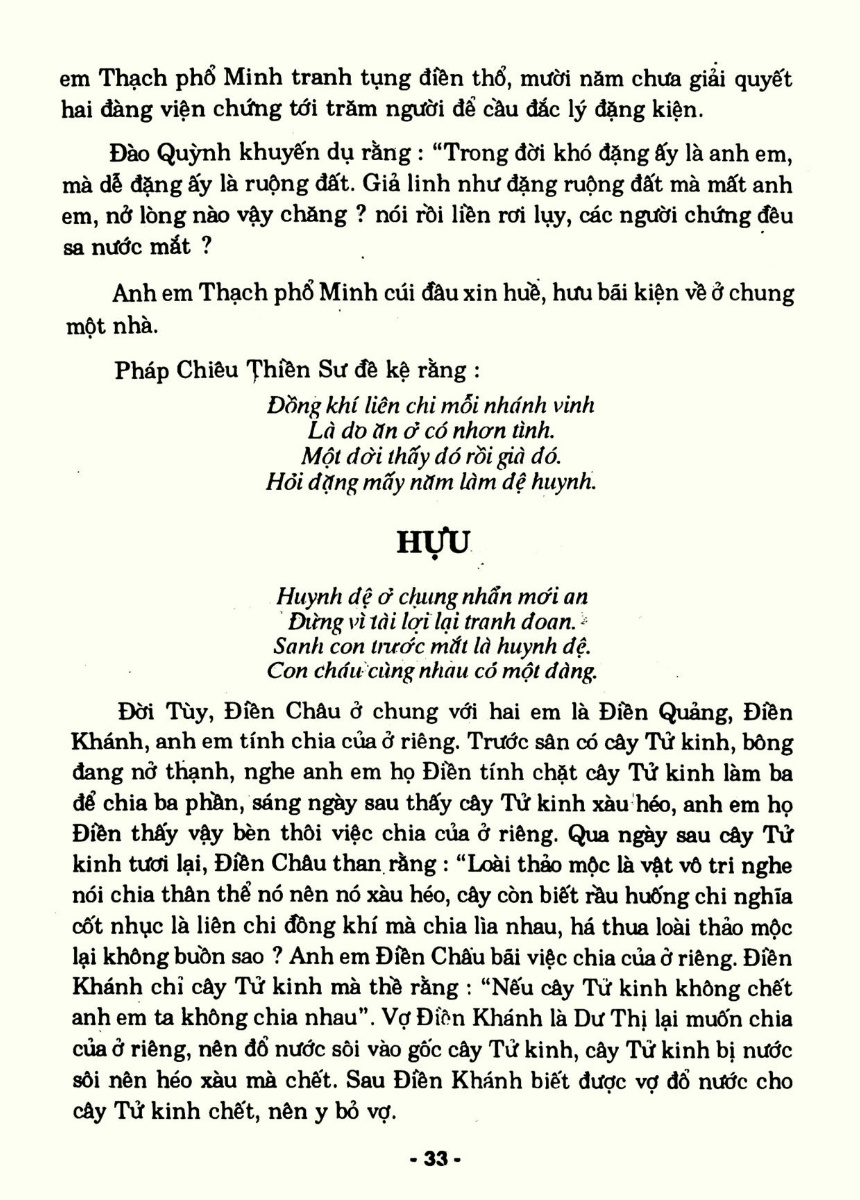 em Thạch phổ Minh tranh tụng điền thổ, mười năm chưa giải quyết
hai đàng viện chứng tới trăm người để cầu đắc lý đặng kiện.
Đào Quỳnh khuyến dụ rằng : “Trong đời khó đặng ấy là anh em,
mà dễ đặng ấy là ruộng đất. Giả linh như đặng ruộng đất mà mất anh
em, nở lòng nào vậy chăng ? nói rồi liền rơi lụy, các người chứng đều
sa nước mắt ?
Anh em Thạch phổ Minh cúi đầu xin huề, hưu bãi kiện về ở chung
một nhà.
Pháp Chiêu Thiền Sư đề kệ rằng :
Đồng khí liên chi mỗi nhánh vinh
Là do ăn ở có nhơn tình.
Một đời thấy đó rồi già đó.
Hỏi đặng mấy năm làm đệ huynh.
HỰU
Huynh đệ ở chung nhẩn mới an
Đừng vì tài lợi lại tranh đoan.
Sanh con trước mắt là huynh đệ.
Con cháu cùng nhau có một đàng.
Đời Tùy, Điền Châu ở chung với hai em là Điền Quảng, Điền
Khánh, anh em tính chia của ở riêng. Trước sân có cây Tử kinh, bông
đang nở thạnh, nghe anh em họ Điền tính chặt cây Tử kinh làm ba
để chia ba phần, sáng ngày sau thấy cây Tử kinh xàu héo, anh em họ
Điền thấy vậy bèn thôi việc chia của ở riêng. Qua ngày sau cây Tử
kinh tươi lại, Điền Châu than rằng : “Loài thảo mộc là vật vô tri nghe
nói chia thân thể nó nên nó xàu héo, cây còn biết rầu huống chi nghĩa
cốt nhục là liên chi đồng khí mà chia lìa nhau, há thua loài thảo mộc
lại không buồn sao ? Anh em Điền Châu bãi việc chia của ở riêng. Điền
Khánh chỉ cây Tử kinh mà thề rằng : “Nếu cây Tử kinh không chết
anh em ta không chia nhau”. Vợ Điền Khánh là Dư Thị lại muốn chia
của ở riêng, nên đổ nước sôi vào gốc cây Tử kinh, cây Tử kinh bị nước
sôi nên héo xàu mà chết. Sau Điền Khánh biết được vợ đổ nước cho
cây Tử kinh chết, nên y bỏ vợ.
- 33 -